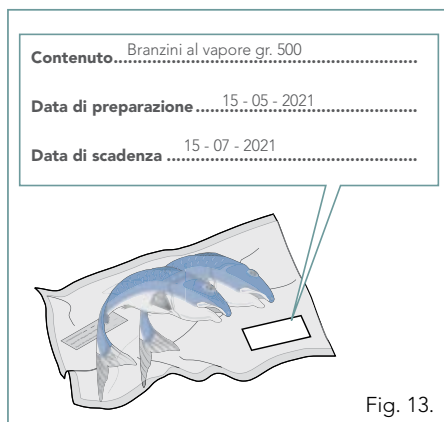 Contenuto.......Branzini al vapore gr. 500.......
Data di preparazione.......15 - 05 - 2021.......
Data di scadenza.......15 - 07 - 2021.......
Fig. 13.